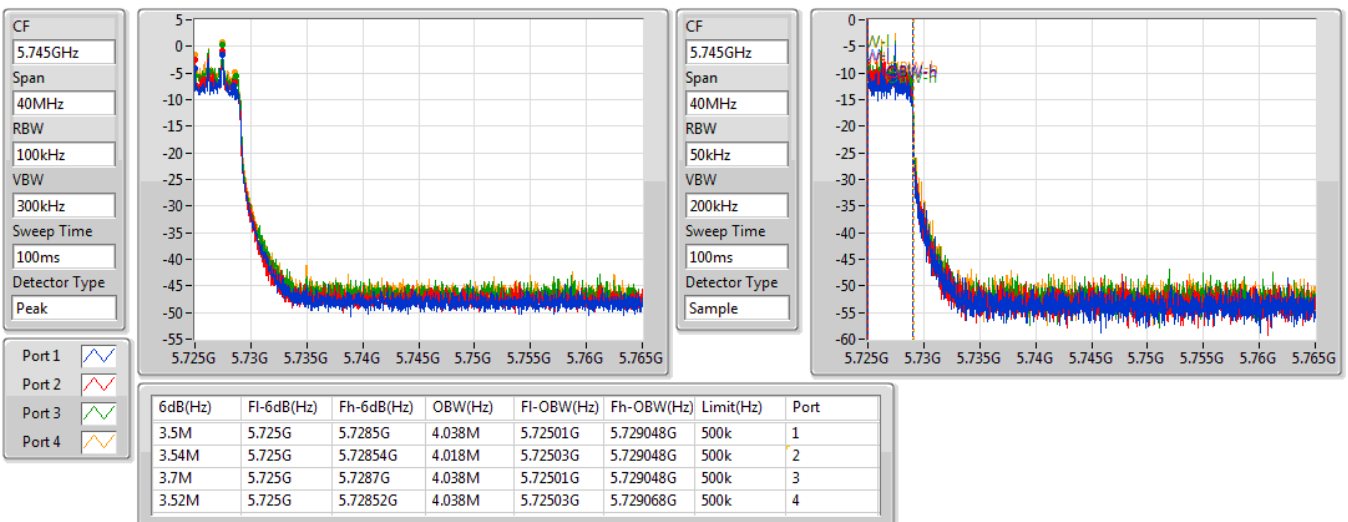 CF
5.745GHz
Span
40MHz
RBW
100kHz
VBW
300kHz
Sweep Time
100ms
Detector Type
Peak
5
0
-5
-10
-15
-20
-25
-30
-35
-40
-45
-50
-55
5.725G 5.73G 5.735G 5.74G 5.745G 5.75G 5.755G 5.76G 5.765G
CF
5.745GHz
Span
40MHz
RBW
50kHz
VBW
200kHz
Sweep Time
100ms
Detector Type
Sample
0
-5
-10
-15
-20
-25
-30
-35
-40
-45
-50
-55
-60
5.725G 5.73G 5.735G 5.74G 5.745G 5.75G 5.755G 5.76G 5.765G
Port 1
Port 2
Port 3
Port 4
6dB(Hz) Fl-6dB(Hz) Fh-6dB(Hz) OBW(Hz) Fl-OBW(Hz) Fh-OBW(Hz) Limit(Hz) Port
3.5M 5.725G 5.7285G 4.038M 5.72501G 5.729048G 500k 1
3.54M 5.725G 5.72854G 4.018M 5.72503G 5.729048G 500k 2
3.7M 5.725G 5.7287G 4.038M 5.72501G 5.729048G 500k 3
3.52M 5.725G 5.72852G 4.038M 5.72503G 5.729068G 500k 4